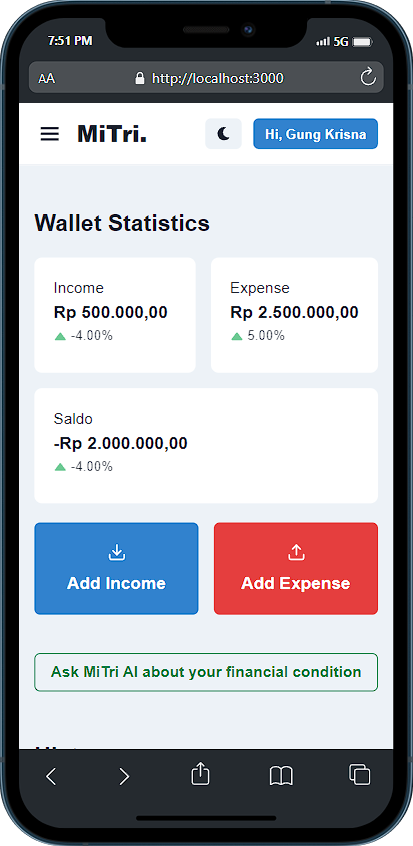 7:51 PM
5G
AA
http://localhost:3000
MiTri.
Hi, Gung Krisna
Wallet Statistics
Income
Rp 500.000,00
-4.00%
Expense
Rp 2.500.000,00
5.00%
Saldo
-Rp 2.000.000,00
-4.00%
Add Income
Add Expense
Ask MiTri AI about your financial condition